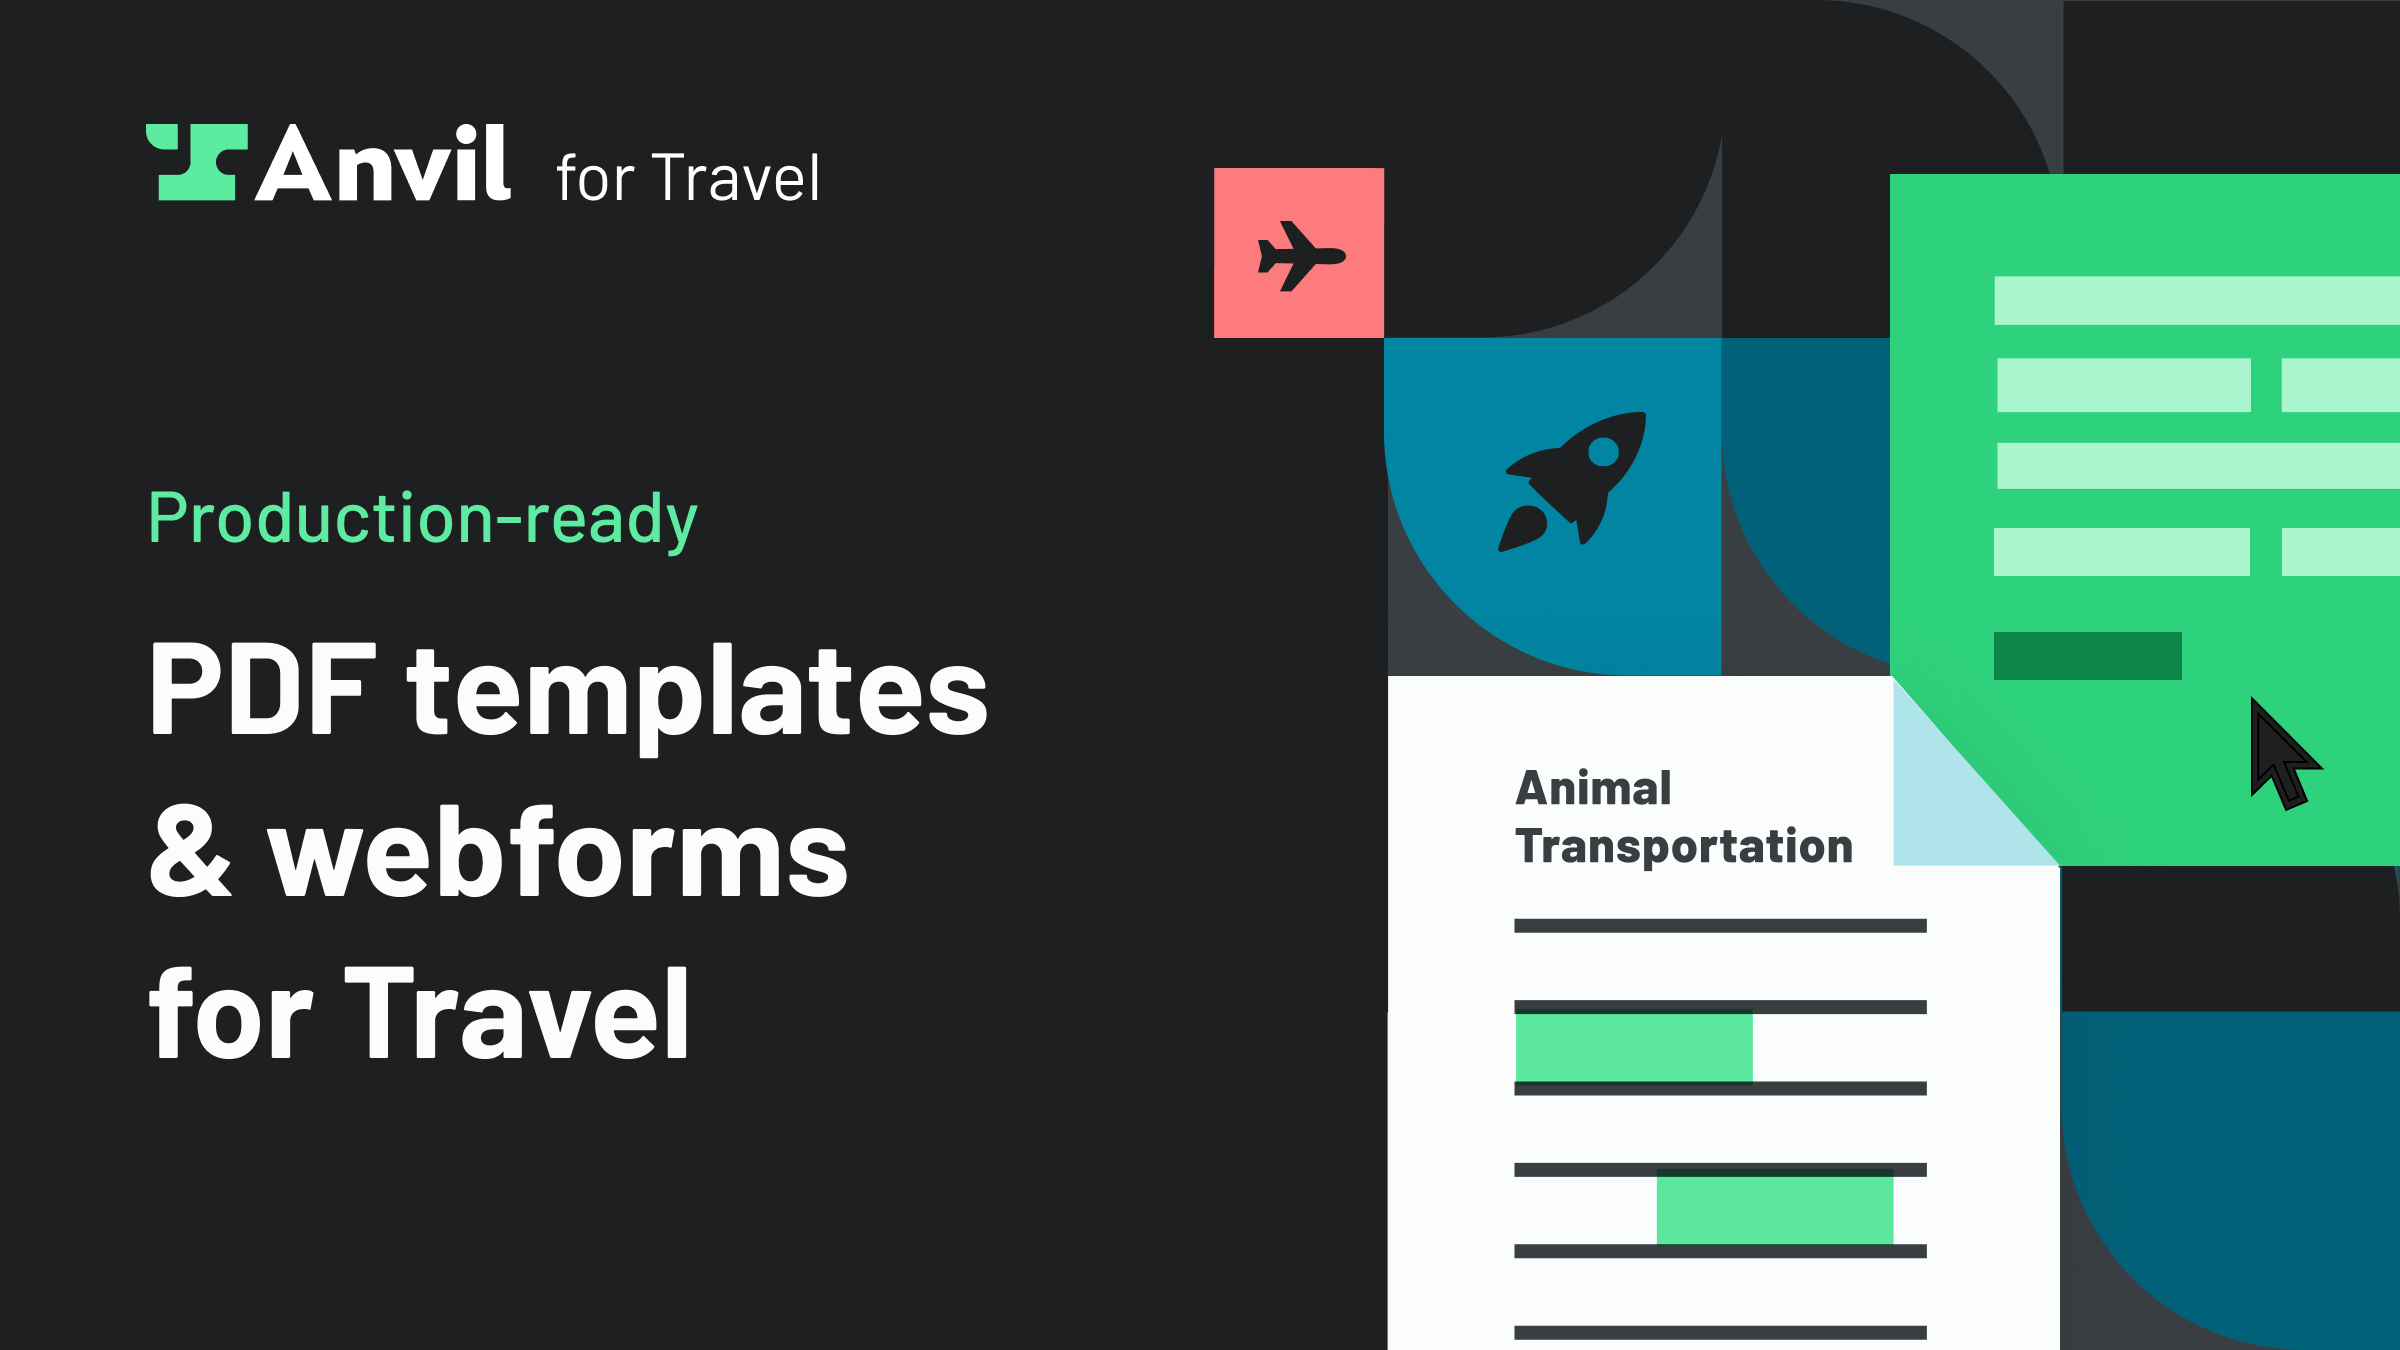 Anvil for Travel
Production-ready
PDF templates
& webforms
for Travel
Animal
Transportation